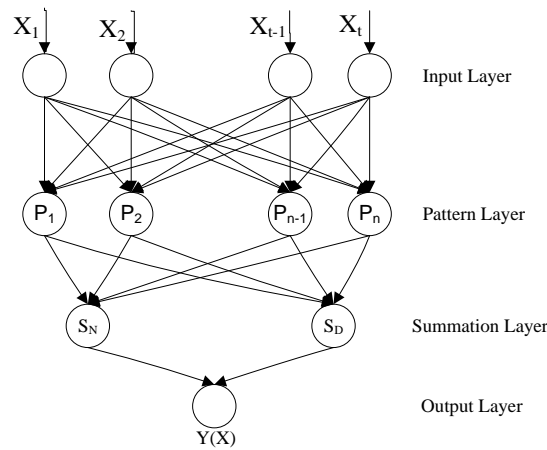 X1 X2 Xt-1 Xt
Input Layer
P1 P2 Pn-1 Pn
Pattern Layer
SN SD
Summation Layer
Output Layer
Y(X)